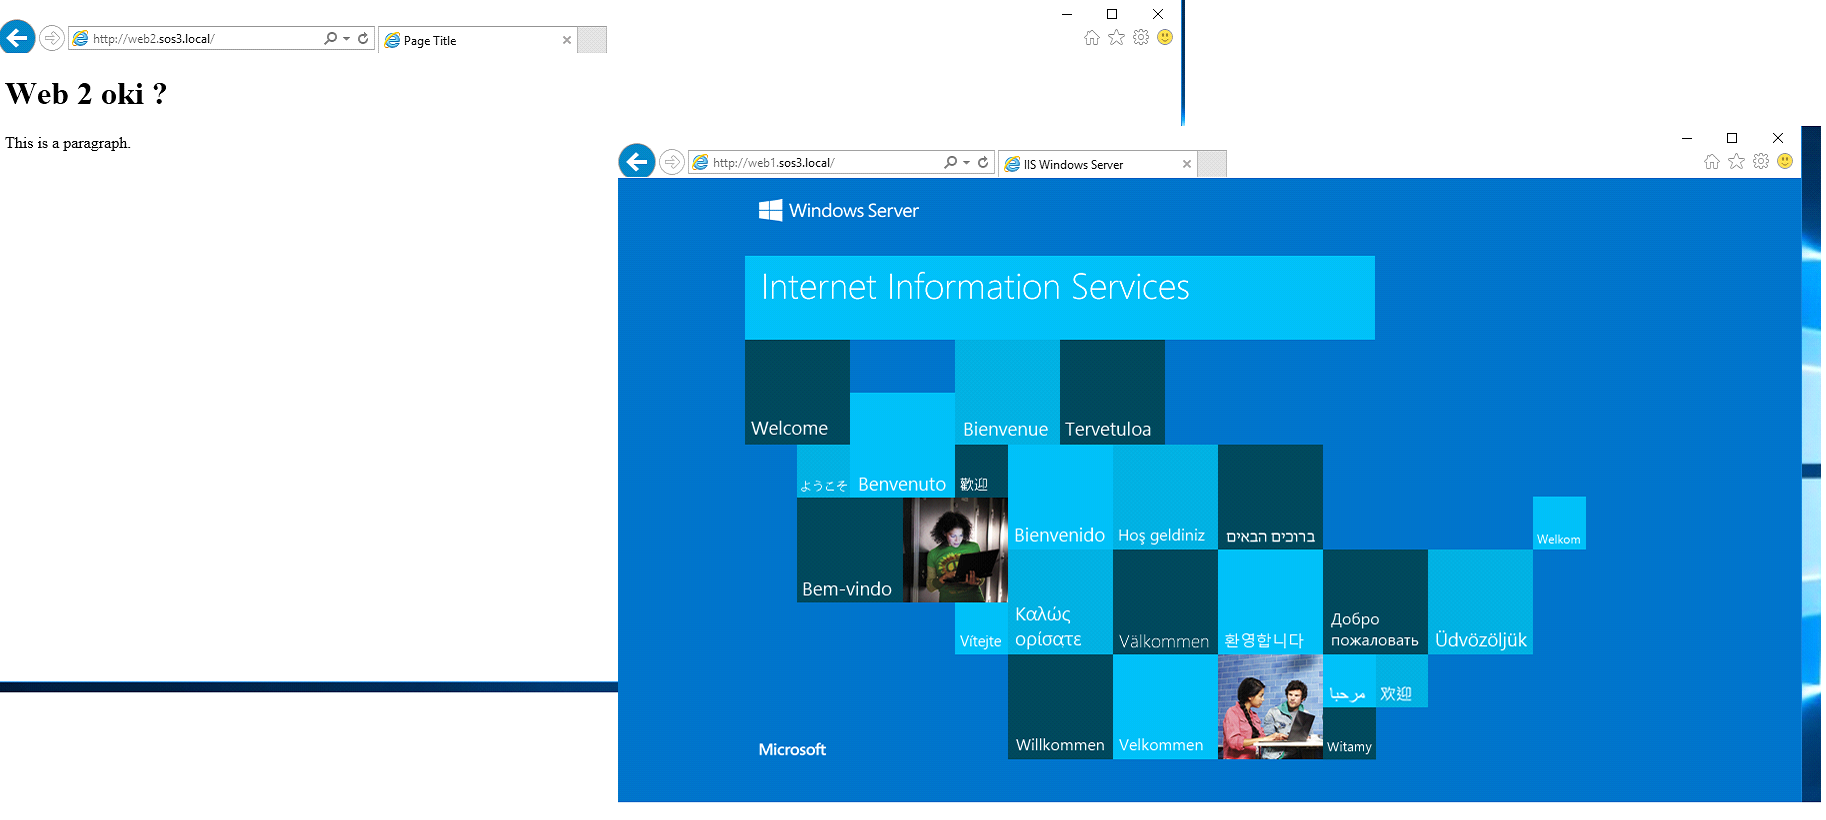 http://web2.sos3.local/
Page Title
Web 2 oki ?
This is a paragraph.
http://web1.sos3.local/
IIS Windows Server
Windows Server
Internet Information Services
Welcome
Bienvenue
Tervetuloa
ようこそ
Benvenuto
歡迎
Bienvenido
Hoş geldiniz
ברוכים הבאים
Welkom
Bem-vindo
Vítejte
Καλώς
ορίσατε
Välkommen
환영합니다
Добро
пожаловать
Üdvözöljük
مرحبا
欢迎
Microsoft
Willkommen
Velkommen
Witamy